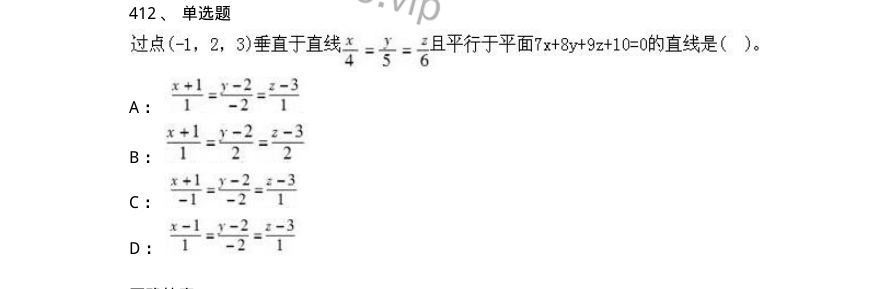 .vip
412 、 单选题
过点(-1, 2, 3)垂直于直线x/4 = y/5 = z/6且平行于平面7x+8y+9z+10=0的直线是( )。
A： (x+1)/1 = (y-2)/-2 = (z-3)/1
B： (x+1)/1 = (y-2)/2 = (z-3)/2
C： (x+1)/-1 = (y-2)/-2 = (z-3)/1
D： (x-1)/1 = (y-2)/-2 = (z-3)/1